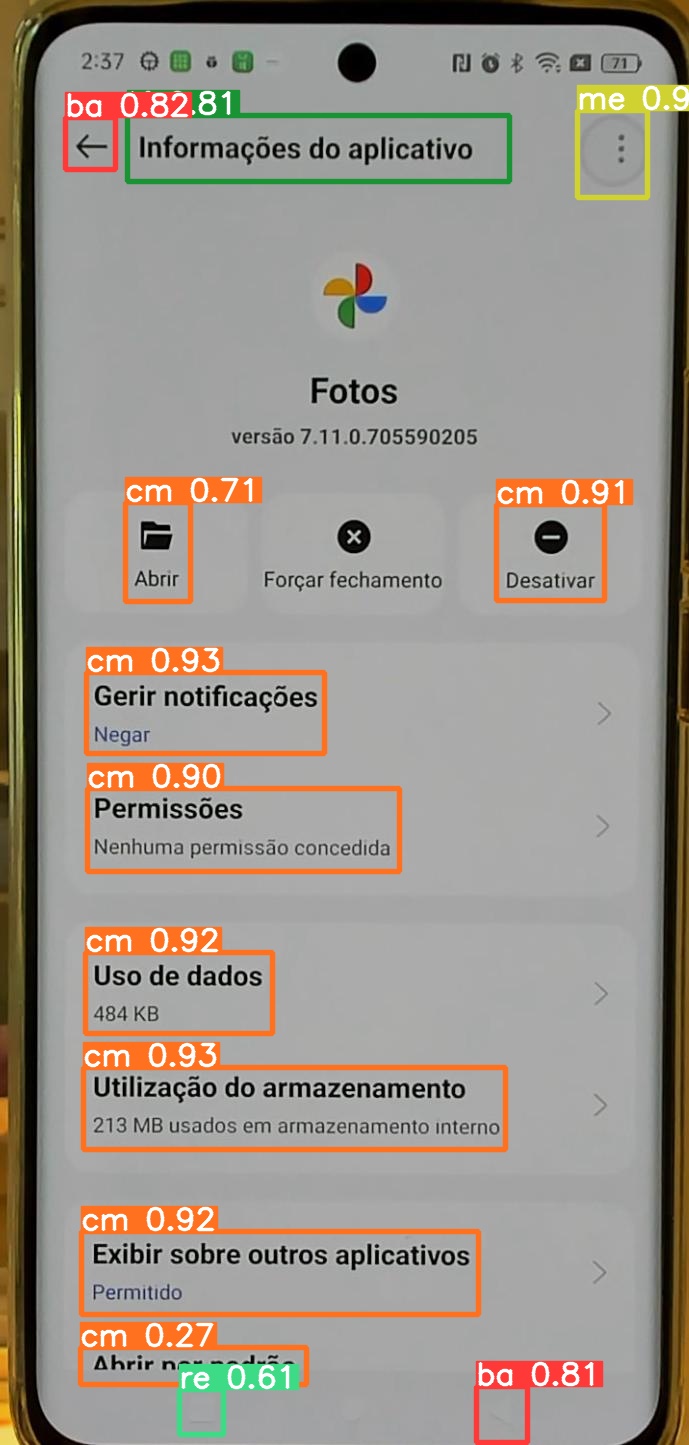 2:37
71
ba 0.82
.81
me 0.9
Informações do aplicativo
Fotos
versão 7.11.0.705590205
cm 0.71
cm 0.91
Abrir
Forçar fechamento
Desativar
cm 0.93
Gerir notificações
Negar
cm 0.90
Permissões
Nenhuma permissão concedida
cm 0.92
Uso de dados
484 KB
cm 0.93
Utilização do armazenamento
213 MB usados em armazenamento interno
cm 0.92
Exibir sobre outros aplicativos
Permitido
cm 0.27
Abrir por padrão
re 0.61
ba 0.81